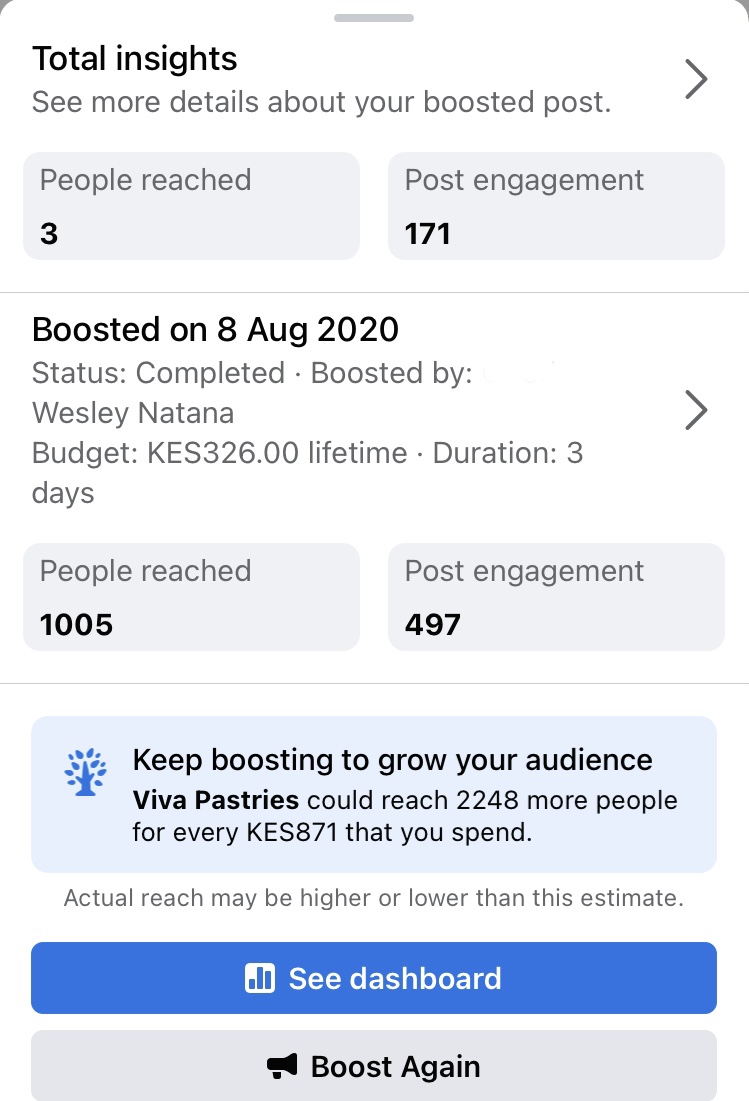 Total insights
See more details about your boosted post.
People reached
Post engagement
3
171
Boosted on 8 Aug 2020
Status: Completed · Boosted by:
Wesley Natana
Budget: KES326.00 lifetime · Duration: 3
days
People reached
Post engagement
1005
497
Keep boosting to grow your audience
Viva Pastries could reach 2248 more people
for every KES871 that you spend.
Actual reach may be higher or lower than this estimate.
See dashboard
Boost Again